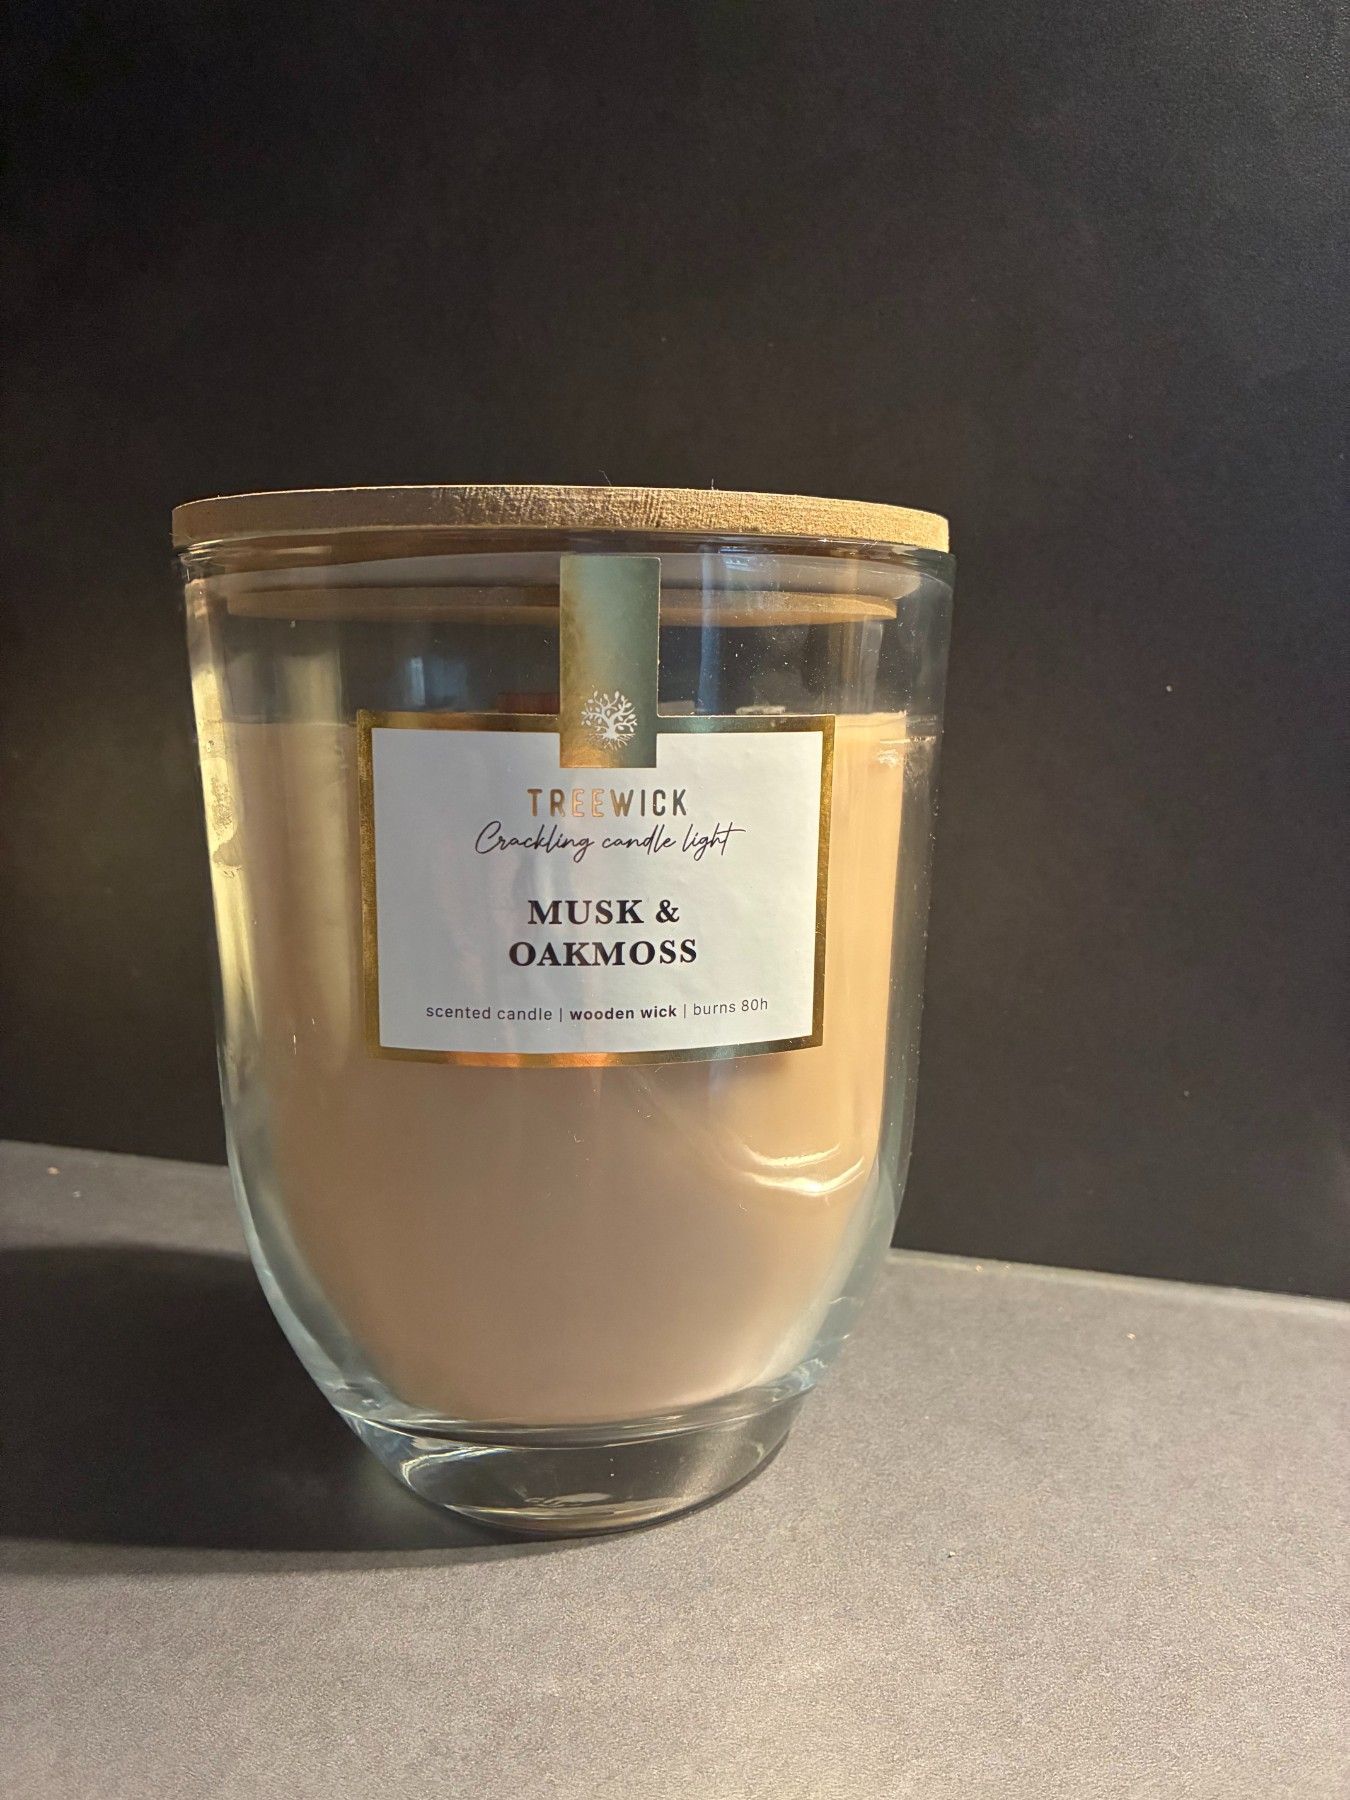 TREEWICK
Crackling candle light
MUSK &
OAKMOSS
scented candle | wooden wick | burns 80h